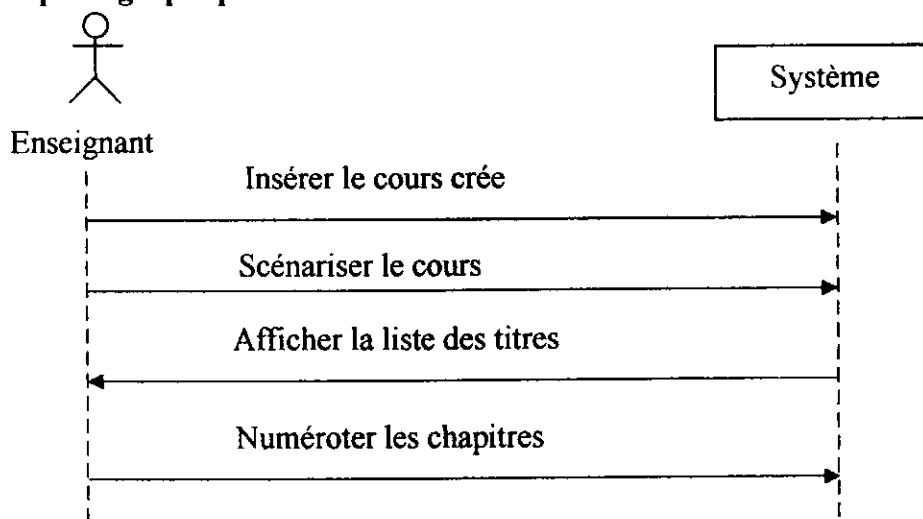 Système
Enseignant
Insérer le cours crée
Scénariser le cours
Afficher la liste des titres
Numéroter les chapitres